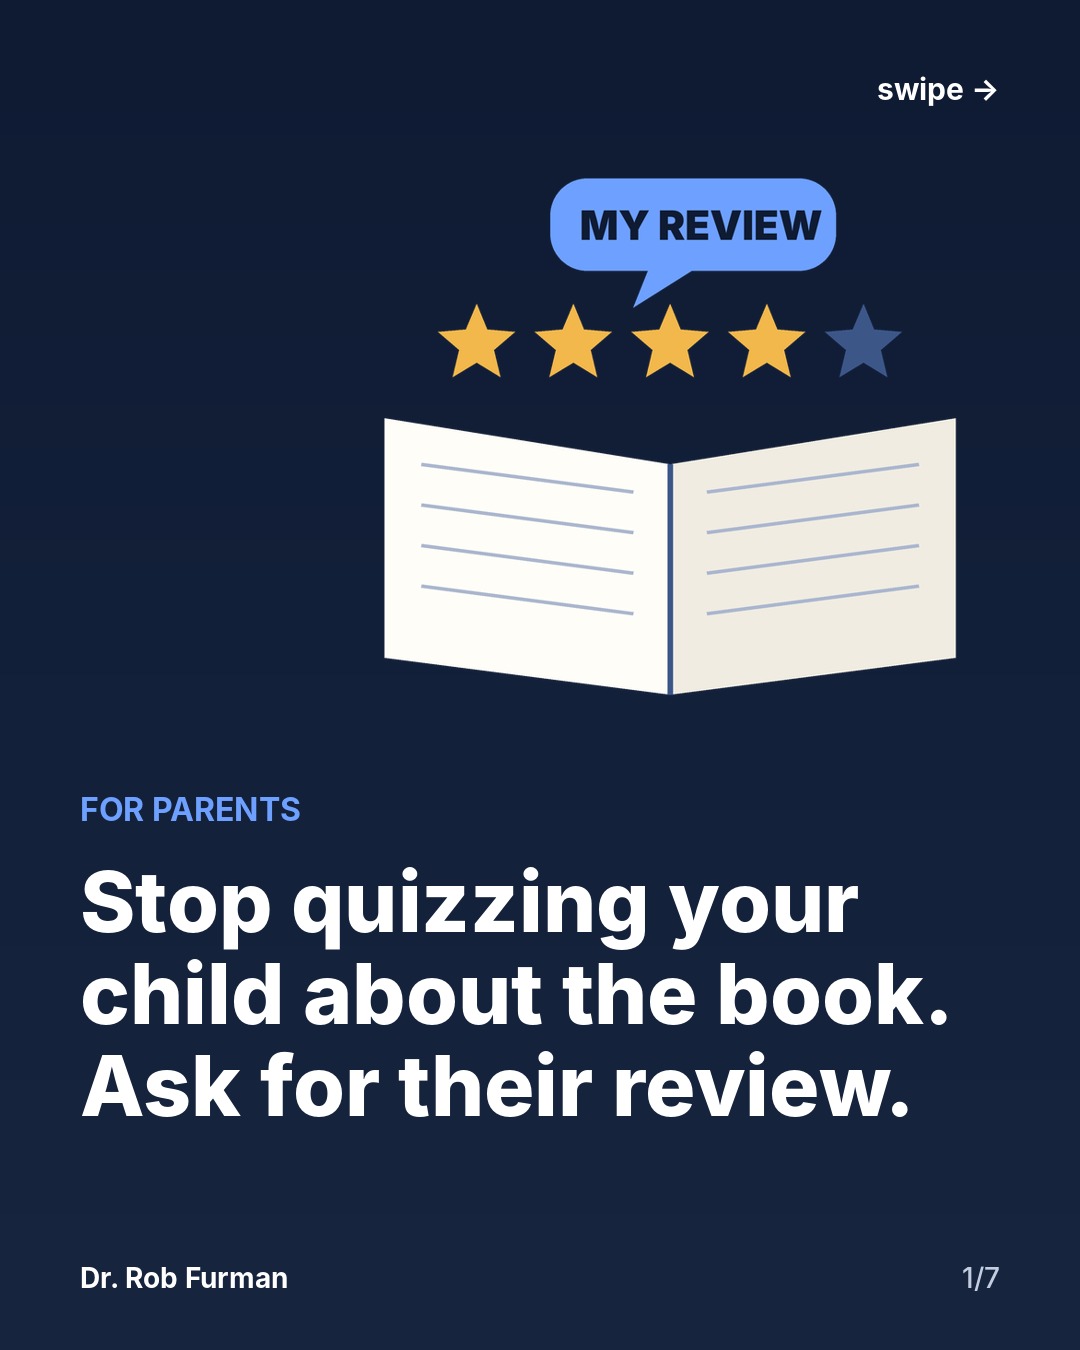 swipe →
MY REVIEW
FOR PARENTS
Stop quizzing your
child about the book.
Ask for their review.
Dr. Rob Furman
1/7